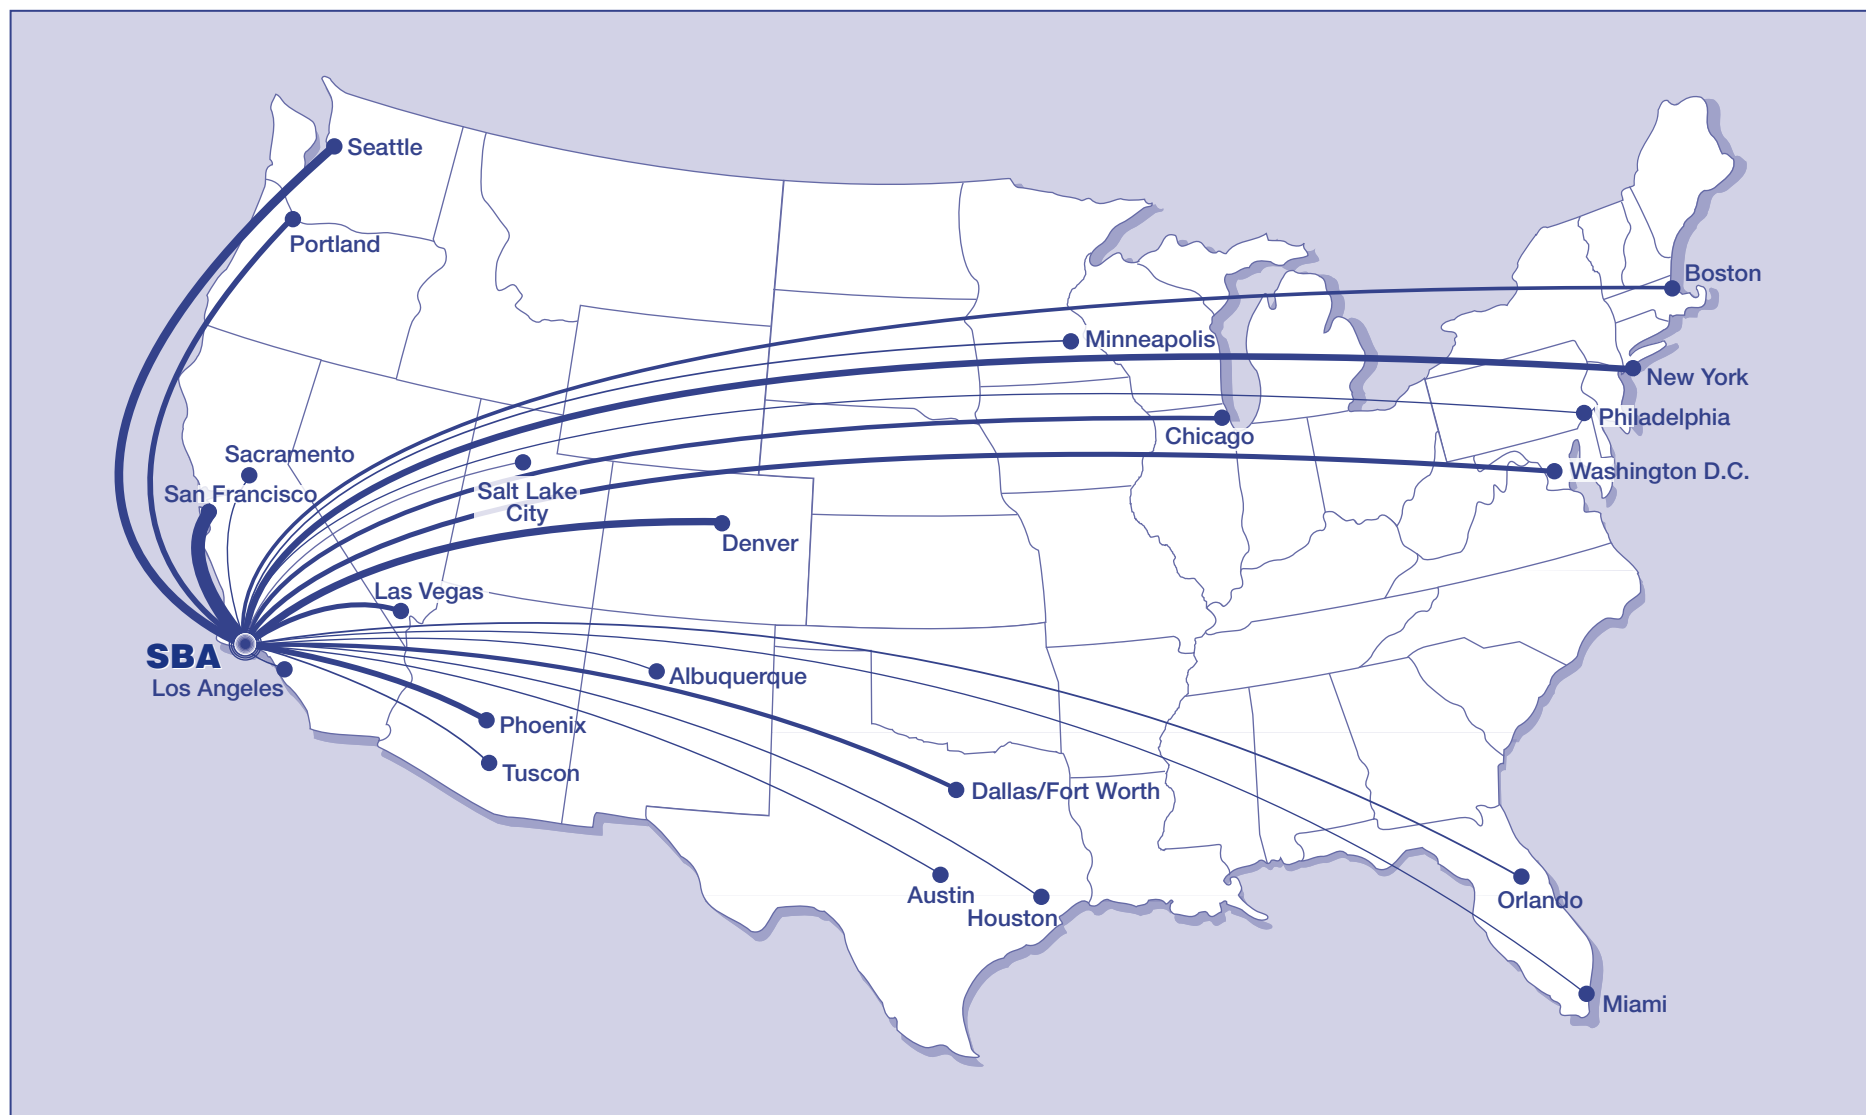 Seattle
Portland
Boston
Minneapolis
New York
Philadelphia
Chicago
Sacramento
Washington D.C.
San Francisco
Salt Lake
City
Denver
Las Vegas
SBA
Los Angeles
Albuquerque
Phoenix
Tuscon
Dallas/Fort Worth
Austin
Houston
Orlando
Miami